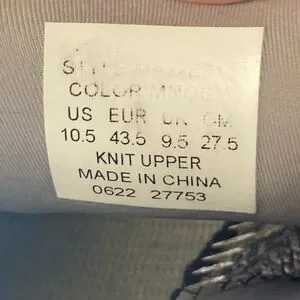 COLOR
US EUR UK CM
10.5 43.5 9.5 27.5
KNIT UPPER
MADE IN CHINA
0622 27753